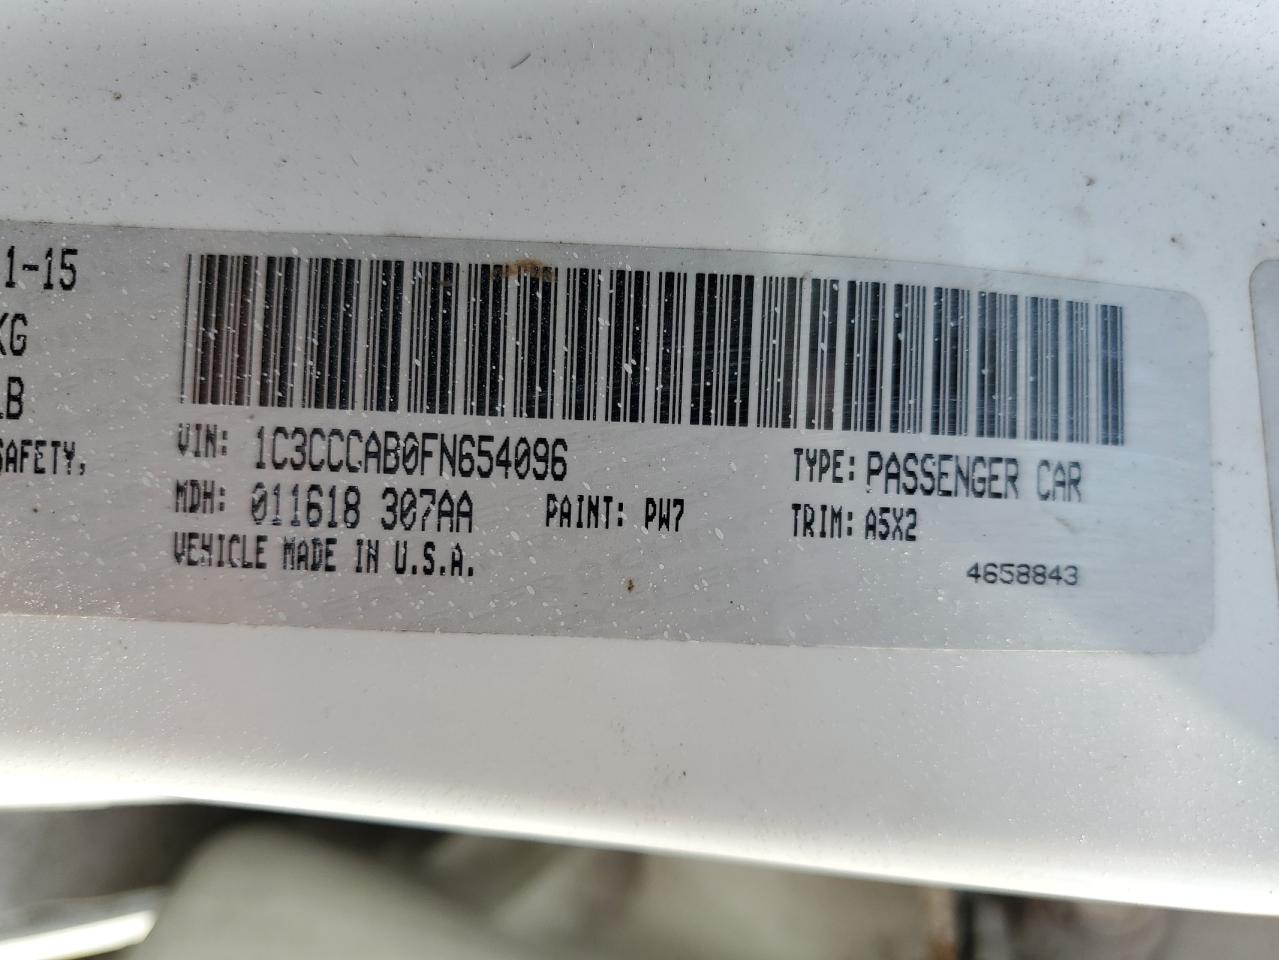 1-15
KG
LB
SAFETY,
VIN: 1C3CCCAB0FN654096
TYPE: PASSENGER CAR
MDH: 011618 307AA
PAINT: PW7
TRIM: A5X2
VEHICLE MADE IN U.S.A.
4658843